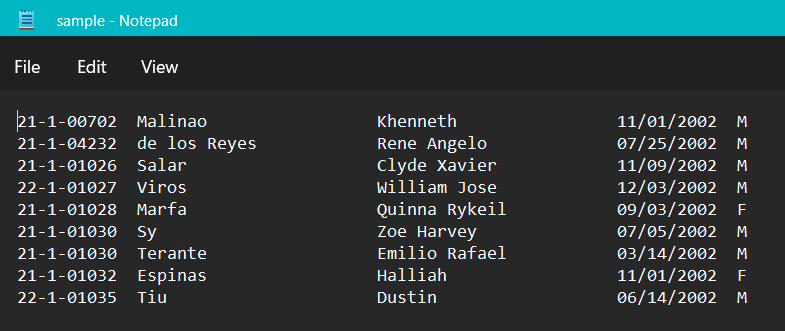 sample - Notepad
File Edit View
21-1-00702 Malinao Khenneth 11/01/2002 M
21-1-04232 de los Reyes Rene Angelo 07/25/2002 M
21-1-01026 Salar Clyde Xavier 11/09/2002 M
22-1-01027 Viros William Jose 12/03/2002 M
21-1-01028 Marfa Quinna Rykeil 09/03/2002 F
21-1-01030 Sy Zoe Harvey 07/05/2002 M
21-1-01030 Terante Emilio Rafael 03/14/2002 M
21-1-01032 Espinas Halliah 11/01/2002 F
22-1-01035 Tiu Dustin 06/14/2002 M